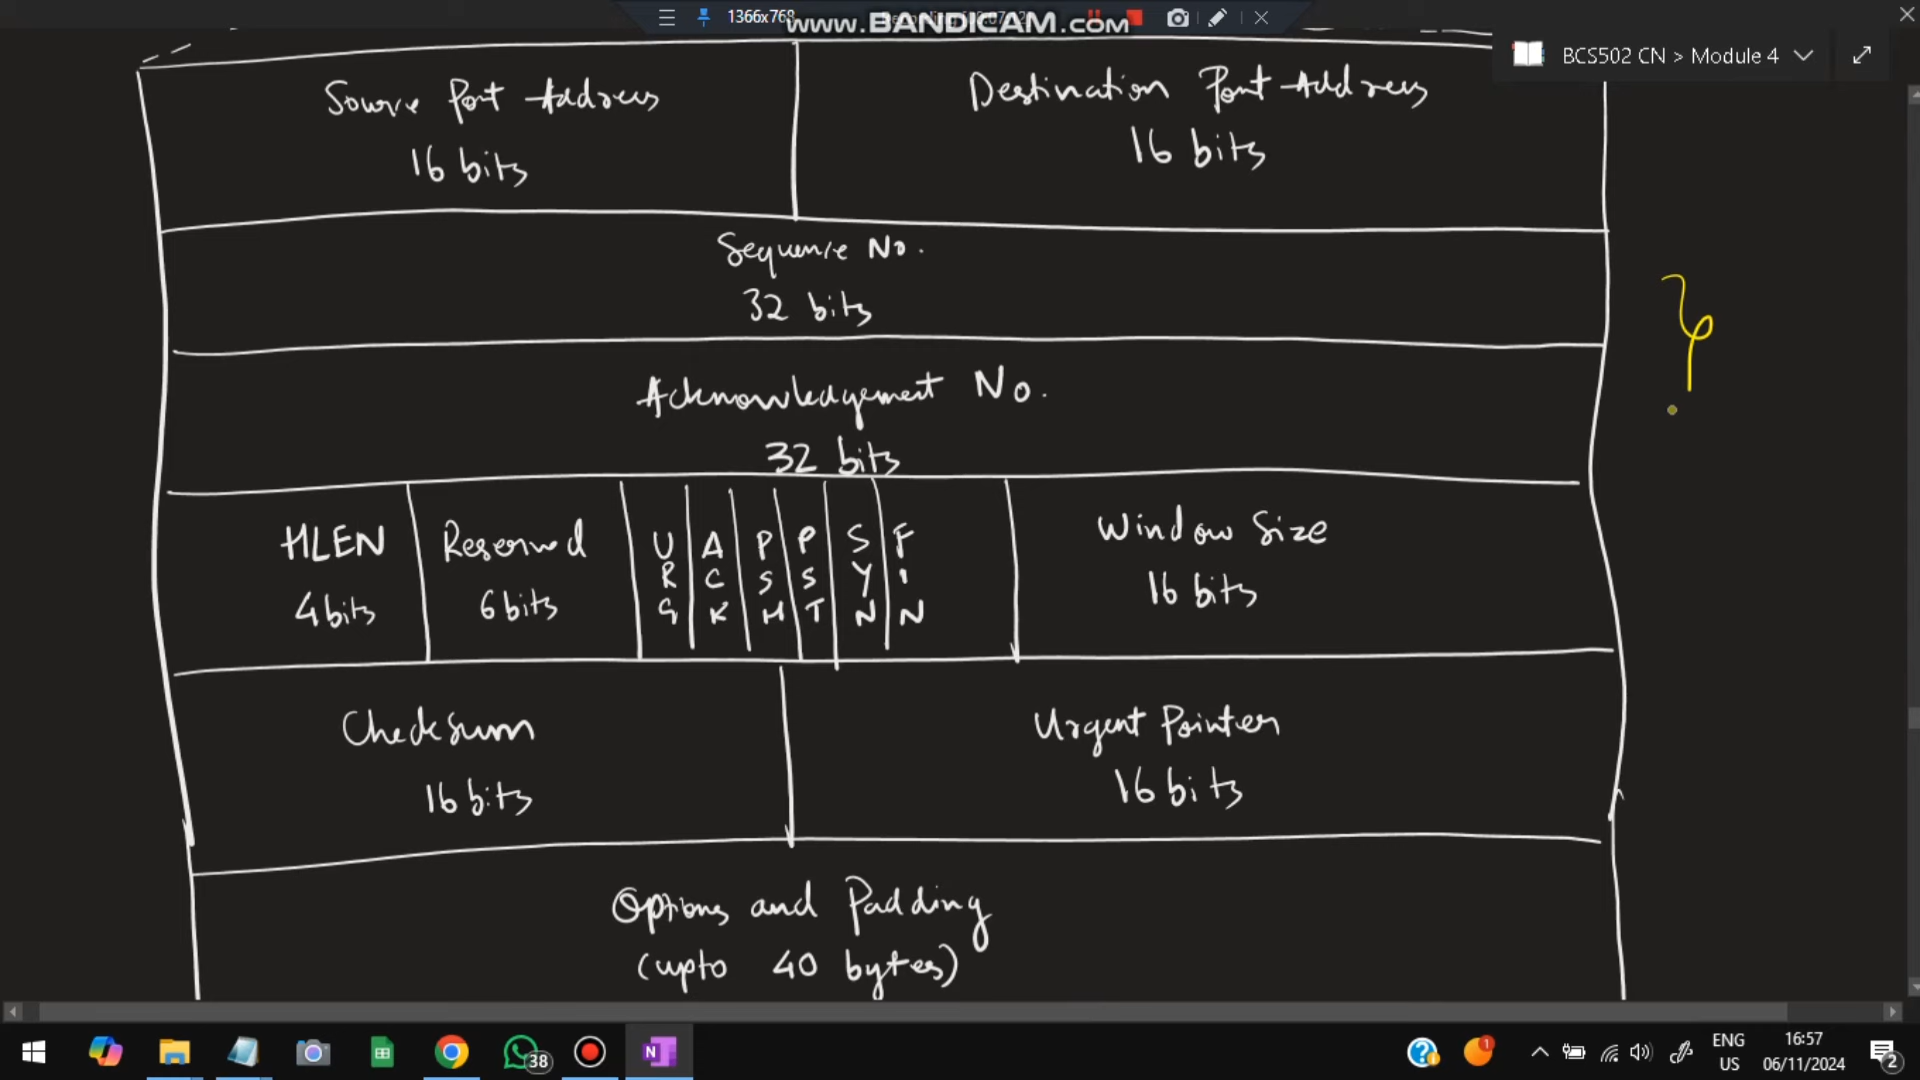 1366x768
www.BANDICAM.com
BCS502 CN > Module 4
Source Port Address
16 bits
Destination Port Address
16 bits
Sequence No.
32 bits
Acknowledgement No.
32 bits
HLEN
4 bits
Reserved
6 bits
URG
ACK
PSH
PST
SYN
FIN
Window Size
16 bits
Checksum
16 bits
Urgent Pointer
16 bits
Options and Padding
(upto 40 bytes)
38
N
1
ENG
US
16:57
06/11/2024
2